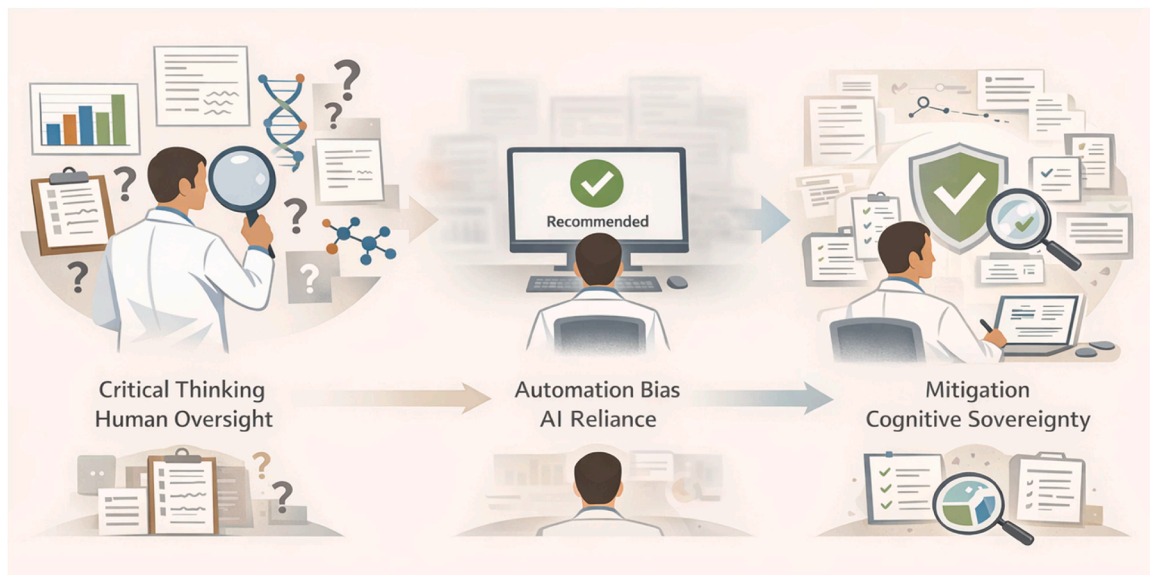 ?
?
?
?
?
?
Recommended
Critical Thinking
Human Oversight
Automation Bias
AI Reliance
Mitigation
Cognitive Sovereignty
?
?